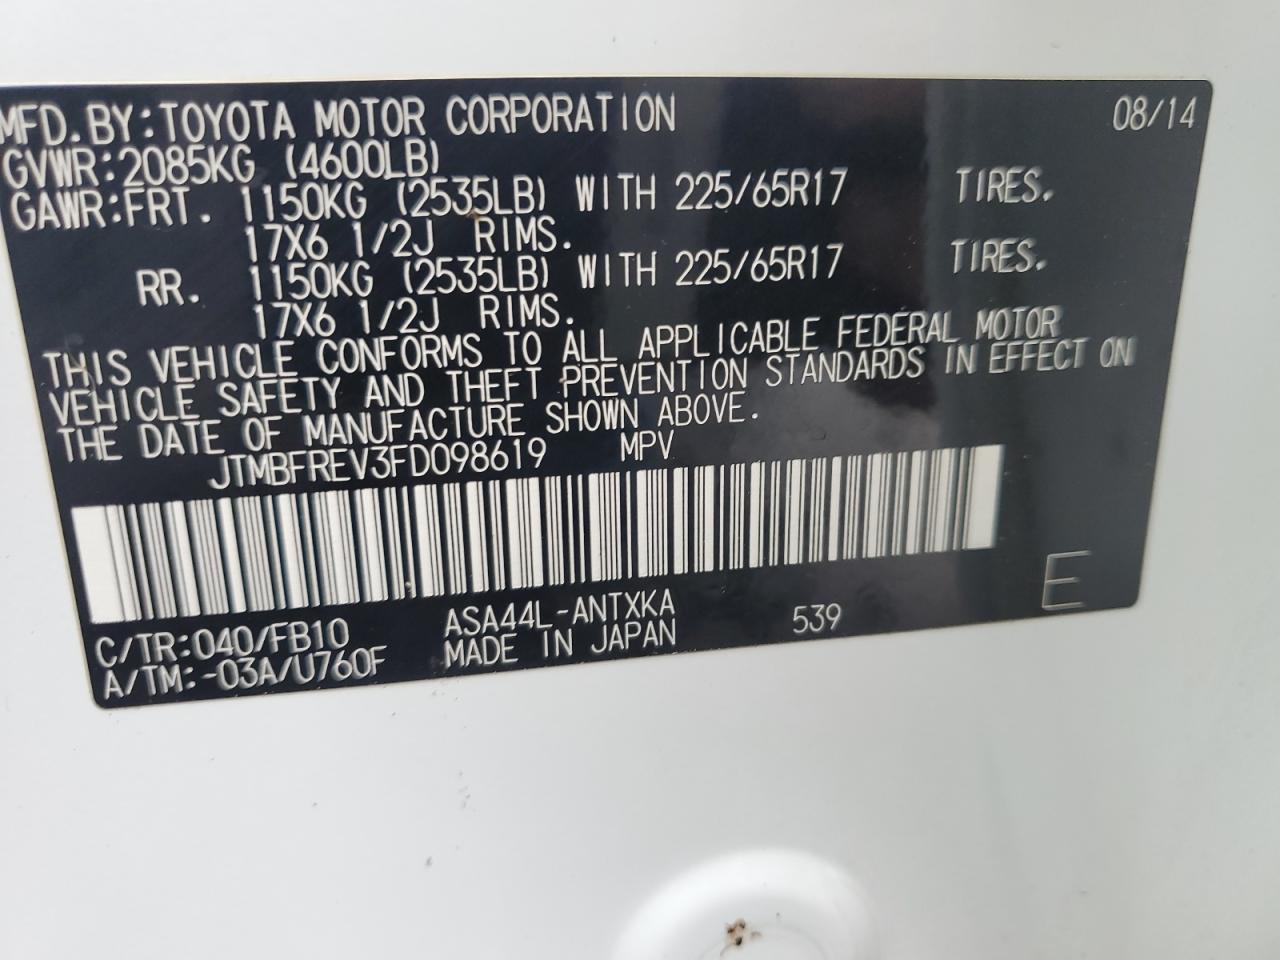 MFD.BY:TOYOTA MOTOR CORPORATION 08/14
GVWR:2085KG (4600LB)
GAWR:FRT. 1150KG (2535LB) WITH 225/65R17 TIRES.
17X6 1/2J RIMS.
RR. 1150KG (2535LB) WITH 225/65R17 TIRES.
17X6 1/2J RIMS.
THIS VEHICLE CONFORMS TO ALL APPLICABLE FEDERAL MOTOR
VEHICLE SAFETY AND THEFT PREVENTION STANDARDS IN EFFECT ON
THE DATE OF MANUFACTURE SHOWN ABOVE.
JTMBFREV3FD098619 MPV
C/TR:040/FB10 ASA44L-ANTXKA 539 E
A/TM:-03A/U760F MADE IN JAPAN